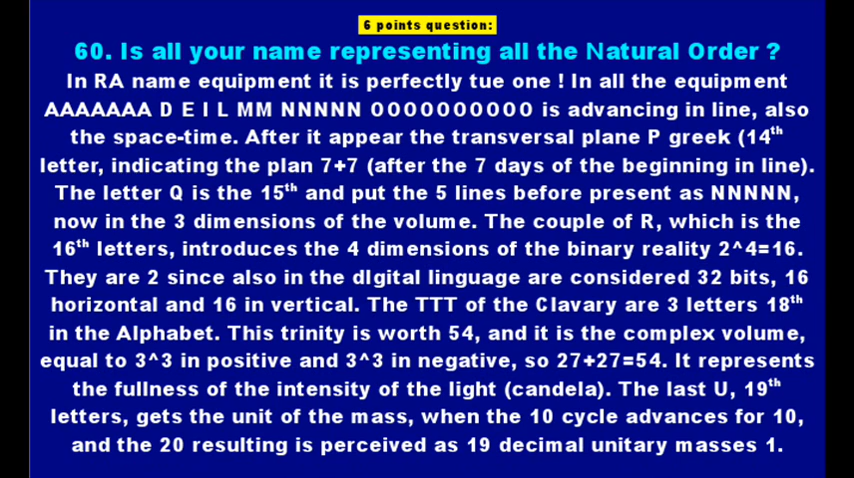 6 points question:
60. Is all your name representing all the Natural Order ?
In RA name equipment it is perfectly tue one ! In all the equipment
AAAAAAA D E I L MM NNNNN OOOOOOOOOO is advancing in line, also
the space-time. After it appear the transversal plane P greek (14th
letter, indicating the plan 7+7 (after the 7 days of the beginning in line).
The letter Q is the 15th and put the 5 lines before present as NNNNN,
now in the 3 dimensions of the volume. The couple of R, which is the
16th letters, introduces the 4 dimensions of the binary reality 2^4=16.
They are 2 since also in the dIgital linguage are considered 32 bits, 16
horizontal and 16 in vertical. The TTT of the Clavary are 3 letters 18th
in the Alphabet. This trinity is worth 54, and it is the complex volume,
equal to 3^3 in positive and 3^3 in negative, so 27+27=54. It represents
the fullness of the intensity of the light (candela). The last U, 19th
letters, gets the unit of the mass, when the 10 cycle advances for 10,
and the 20 resulting is perceived as 19 decimal unitary masses 1.